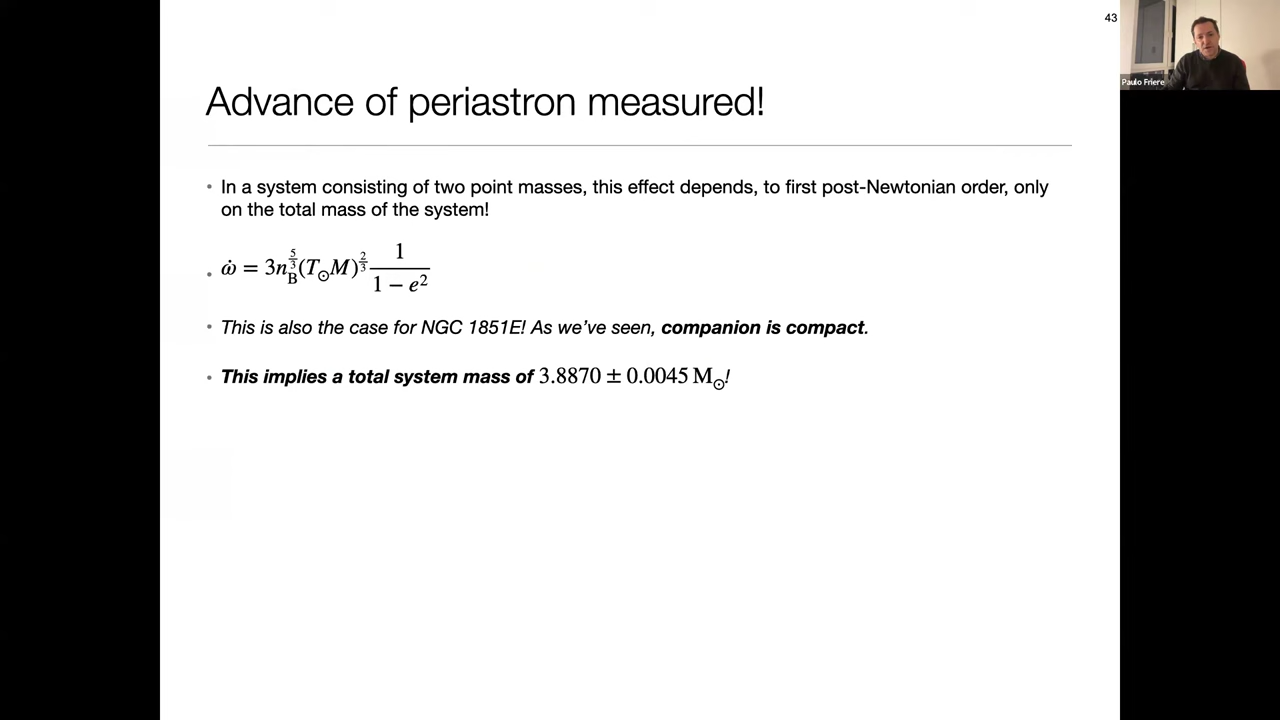 43
Paulo Friere
Advance of periastron measured!
• In a system consisting of two point masses, this effect depends, to first post-Newtonian order, only
on the total mass of the system!
• ω̇ = 3n_B^{5/3}(T_⊙M)^{2/3} 1/(1 − e²)
• This is also the case for NGC 1851E! As we’ve seen, companion is compact.
• This implies a total system mass of 3.8870 ± 0.0045 M_⊙!